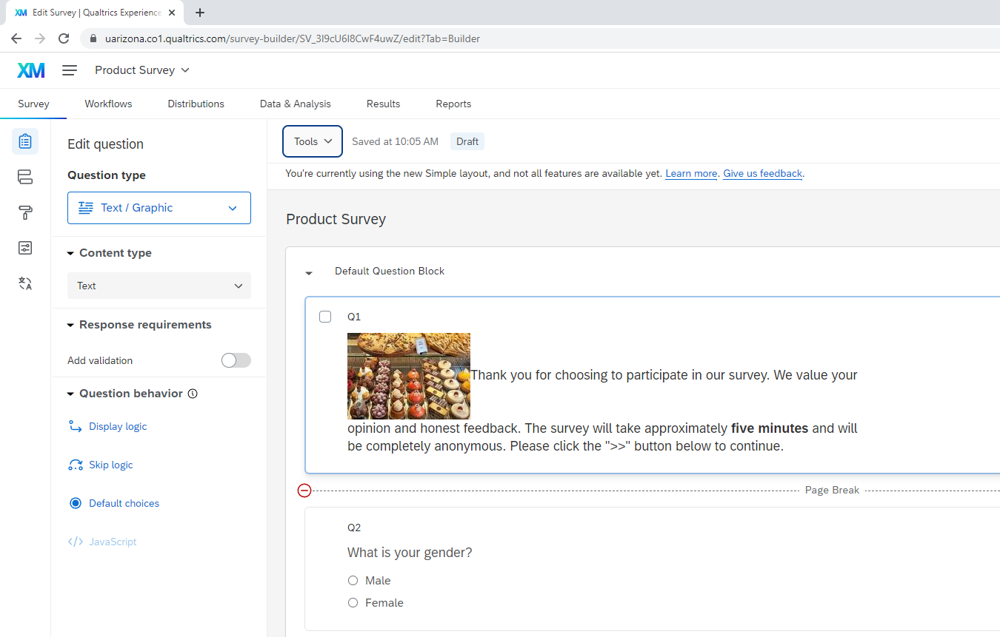 XM Edit Survey | Qualtrics Experience
uarizona.co1.qualtrics.com/survey-builder/SV_3I9cU6I8CwF4uwZ/edit?Tab=Builder
XM Product Survey
Survey Workflows Distributions Data & Analysis Results Reports
Edit question
Question type
Text / Graphic
Content type
Text
Response requirements
Add validation
Question behavior
Display logic
Skip logic
Default choices
</> JavaScript
Tools Saved at 10:05 AM Draft
You're currently using the new Simple layout, and not all features are available yet. Learn more. Give us feedback.
Product Survey
Default Question Block
Q1
Thank you for choosing to participate in our survey. We value your
opinion and honest feedback. The survey will take approximately five minutes and will
be completely anonymous. Please click the ">>" button below to continue.
Page Break
Q2
What is your gender?
Male
Female